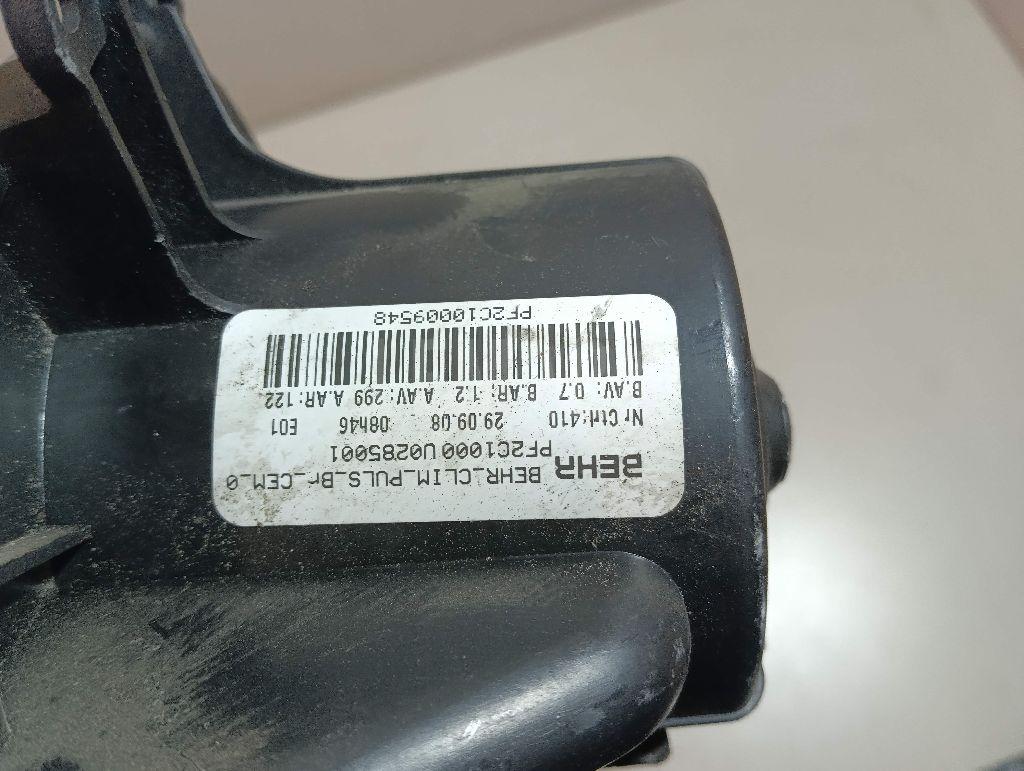 BEHR_CLIM_PULS_Br_CEM_0
BEHR PF2C1000 U0285001
Nr Ctrl:410 29.09.08 08h46 E01
B.AV: 0.7 B.AR: 1.2 A.AV:299 A.AR:122
PF2C10009548